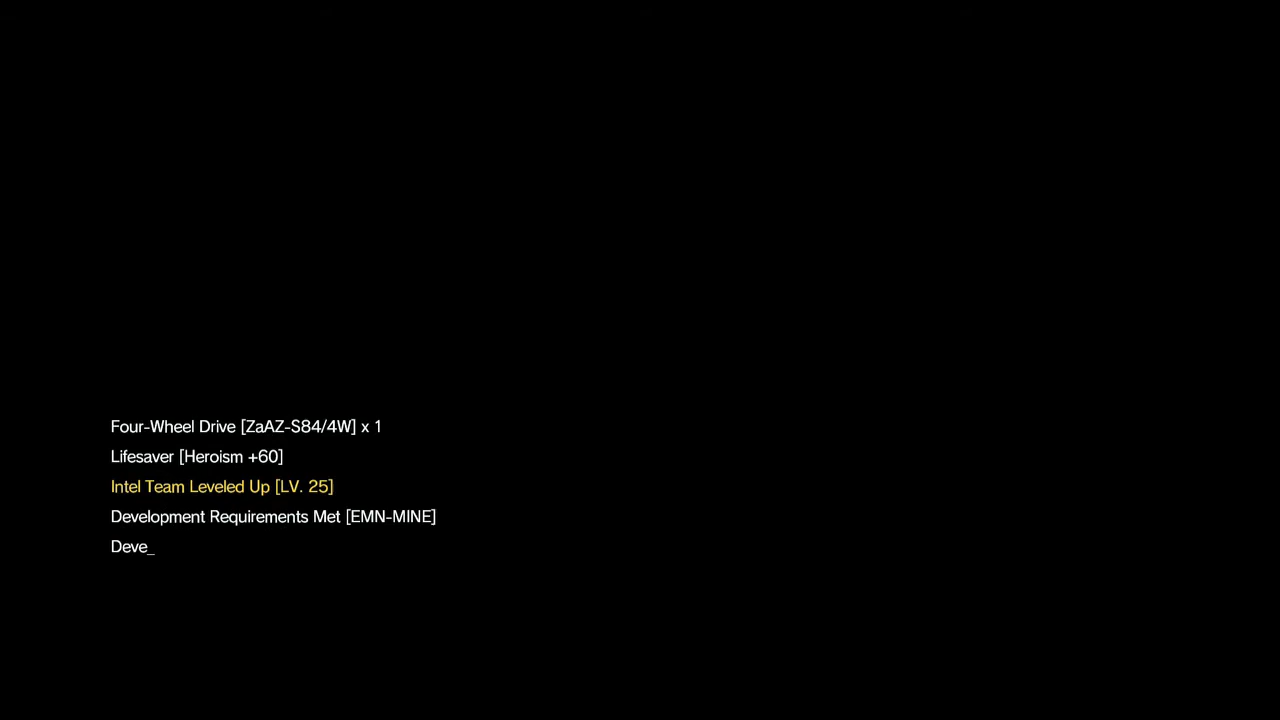 Four-Wheel Drive [ZaAZ-S84/4W] x 1
Lifesaver [Heroism +60]
Intel Team Leveled Up [LV. 25]
Development Requirements Met [EMN-MINE]
Deve_